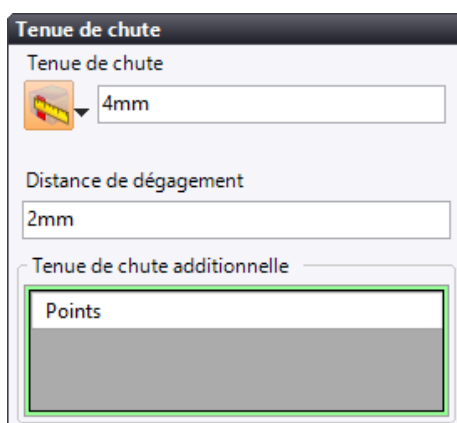 Tenue de chute
Tenue de chute
4mm
Distance de dégagement
2mm
Tenue de chute additionnelle
Points